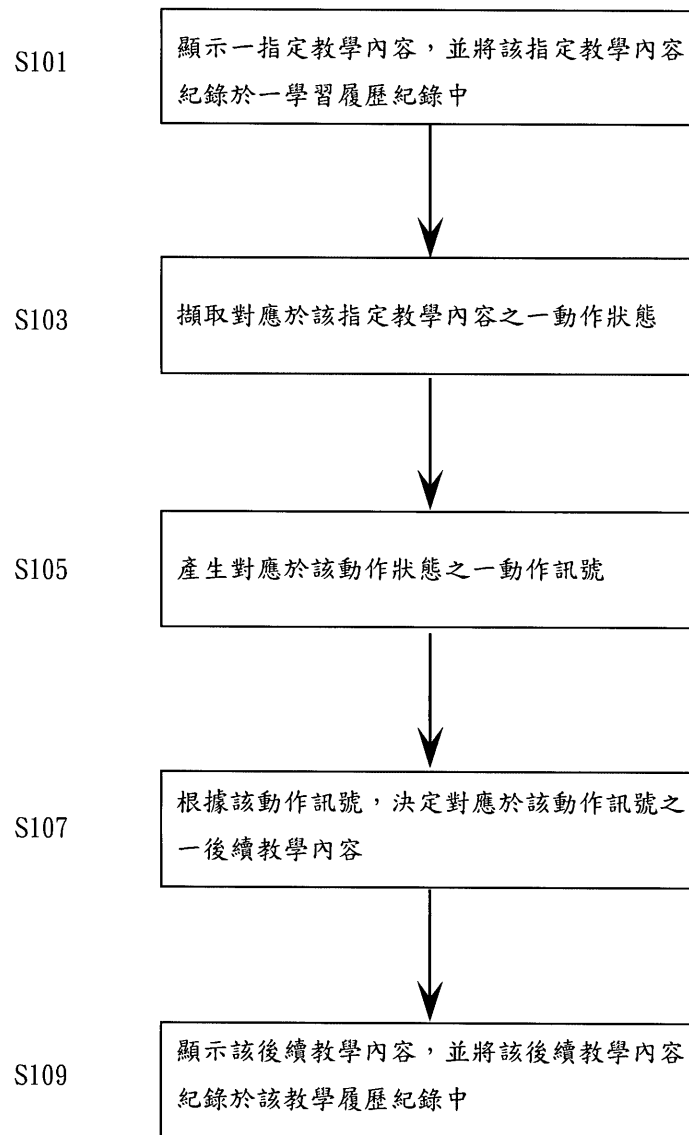 S101
顯示一指定教學內容，並將該指定教學內容
紀錄於一學習履歷紀錄中
S103
擷取對應於該指定教學內容之一動作狀態
S105
產生對應於該動作狀態之一動作訊號
S107
根據該動作訊號，決定對應於該動作訊號之
一後續教學內容
S109
顯示該後續教學內容，並將該後續教學內容
紀錄於該教學履歷紀錄中